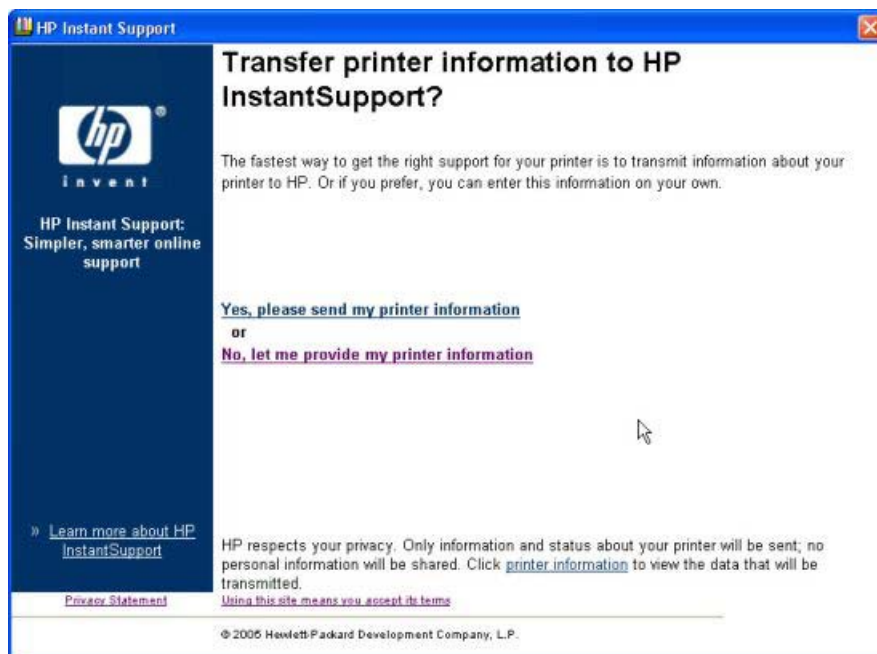 HP Instant Support
Transfer printer information to HP
InstantSupport?
hp
®
invent
HP Instant Support:
Simpler, smarter online
support
The fastest way to get the right support for your printer is to transmit information about your
printer to HP. Or if you prefer, you can enter this information on your own.
Yes, please send my printer information
or
No, let me provide my printer information
» Learn more about HP
InstantSupport
HP respects your privacy. Only information and status about your printer will be sent; no
personal information will be shared. Click printer information to view the data that will be
transmitted.
Privacy Statement
Using this site means you accept its terms
© 2005 Hewlett-Packard Development Company, L.P.